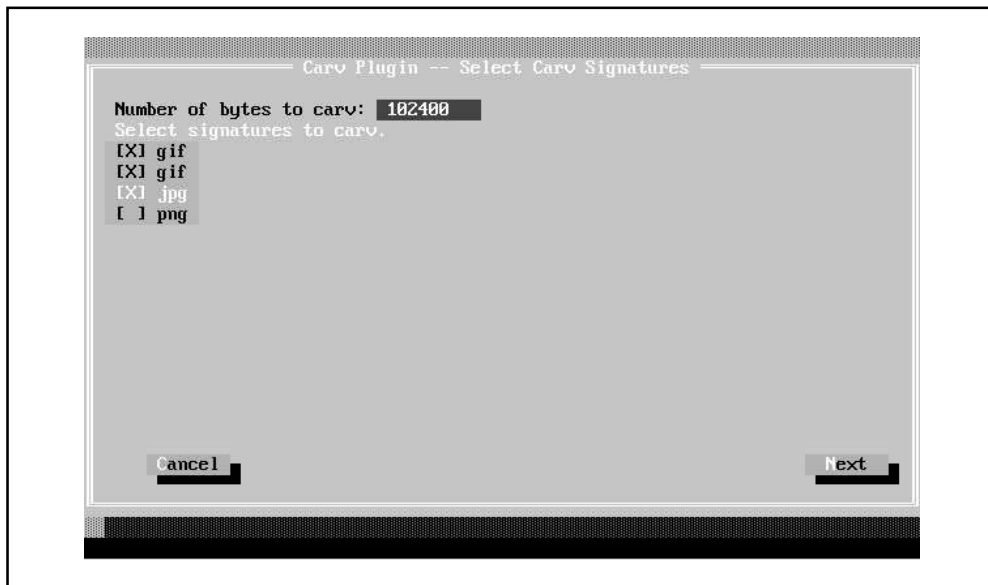 Carv Plugin -- Select Carv Signatures
Number of bytes to carv: 102400
Select signatures to carv.
[X] gif
[X] gif
[X] jpg
[ ] png
Cancel Next